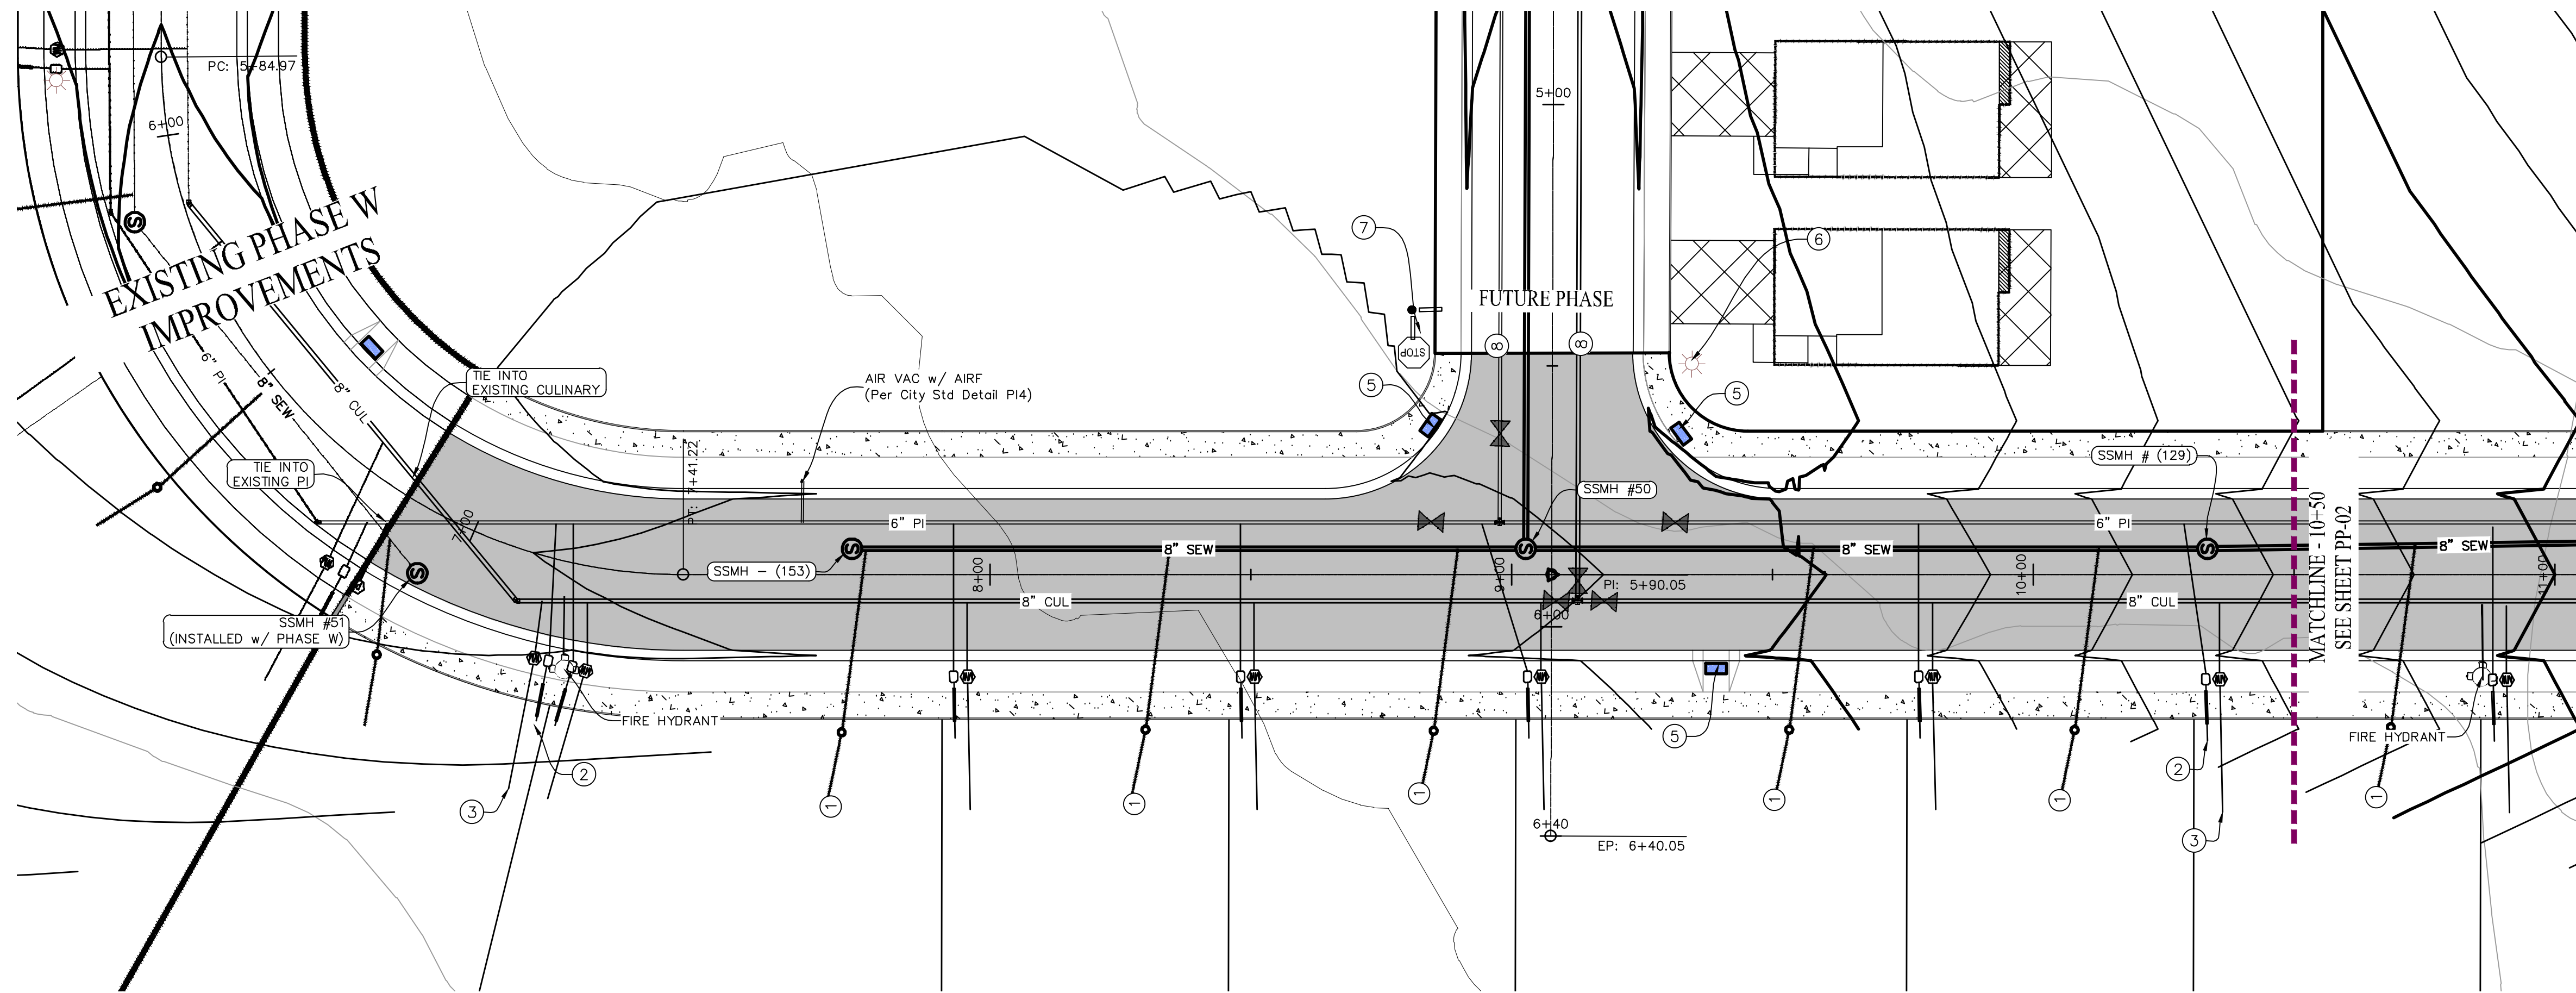 PC: 5+84.97
6+00
5+00
EXISTING PHASE W
IMPROVEMENTS
7
6
FUTURE PHASE
8
8
STOP
6" PI
8" SEW
8" CUL
TIE INTO
EXISTING CULINARY
AIR VAC w/ AIRF
(Per City Std Detail PI4)
5
5
PT: 7+41.22
TIE INTO
EXISTING PI
SSMH # (129)
SSMH #50
7+00
6" PI
6" PI
S
S
S
S
S
8" SEW
8" SEW
8" SEW
SSMH - (153)
8+00
9+00
PI: 5+90.05
10+00
11+00
MATCHLINE - 10+50
SEE SHEET PP-02
8" CUL
8" CUL
6+00
SSMH #51
(INSTALLED w/ PHASE W)
FIRE HYDRANT
5
FIRE HYDRANT
2
3
1
1
1
1
1
2
1
3
6+40
EP: 6+40.05